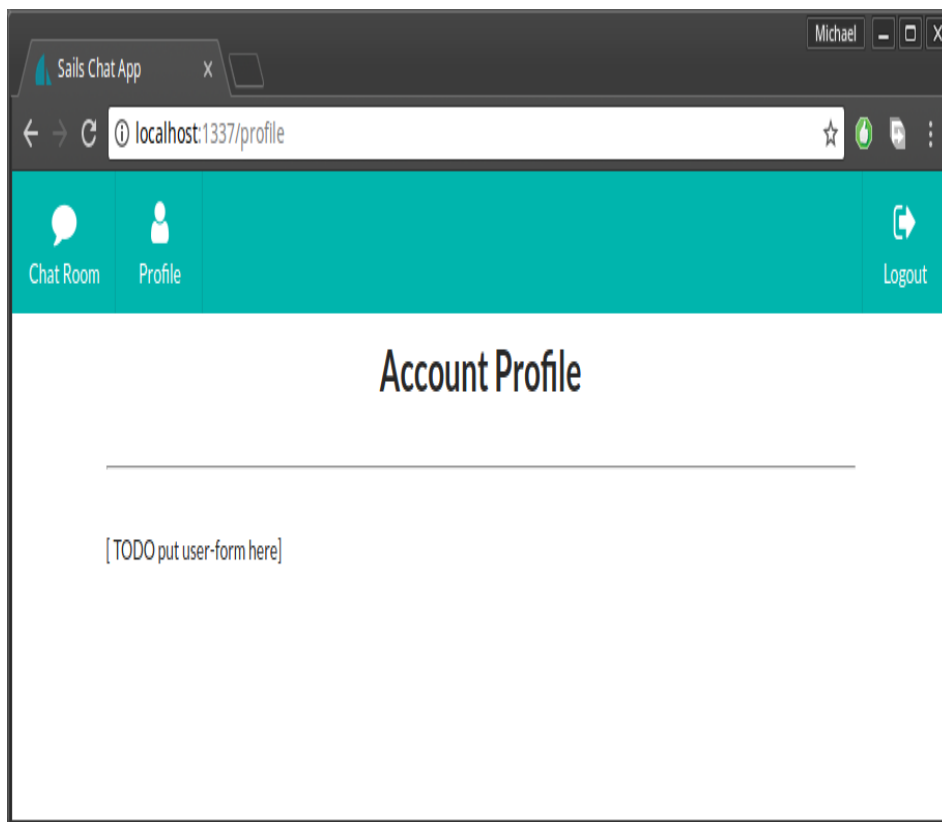 Michael
Sails Chat App
localhost:1337/profile
Chat Room Profile Logout
Account Profile
[ TODO put user-form here]